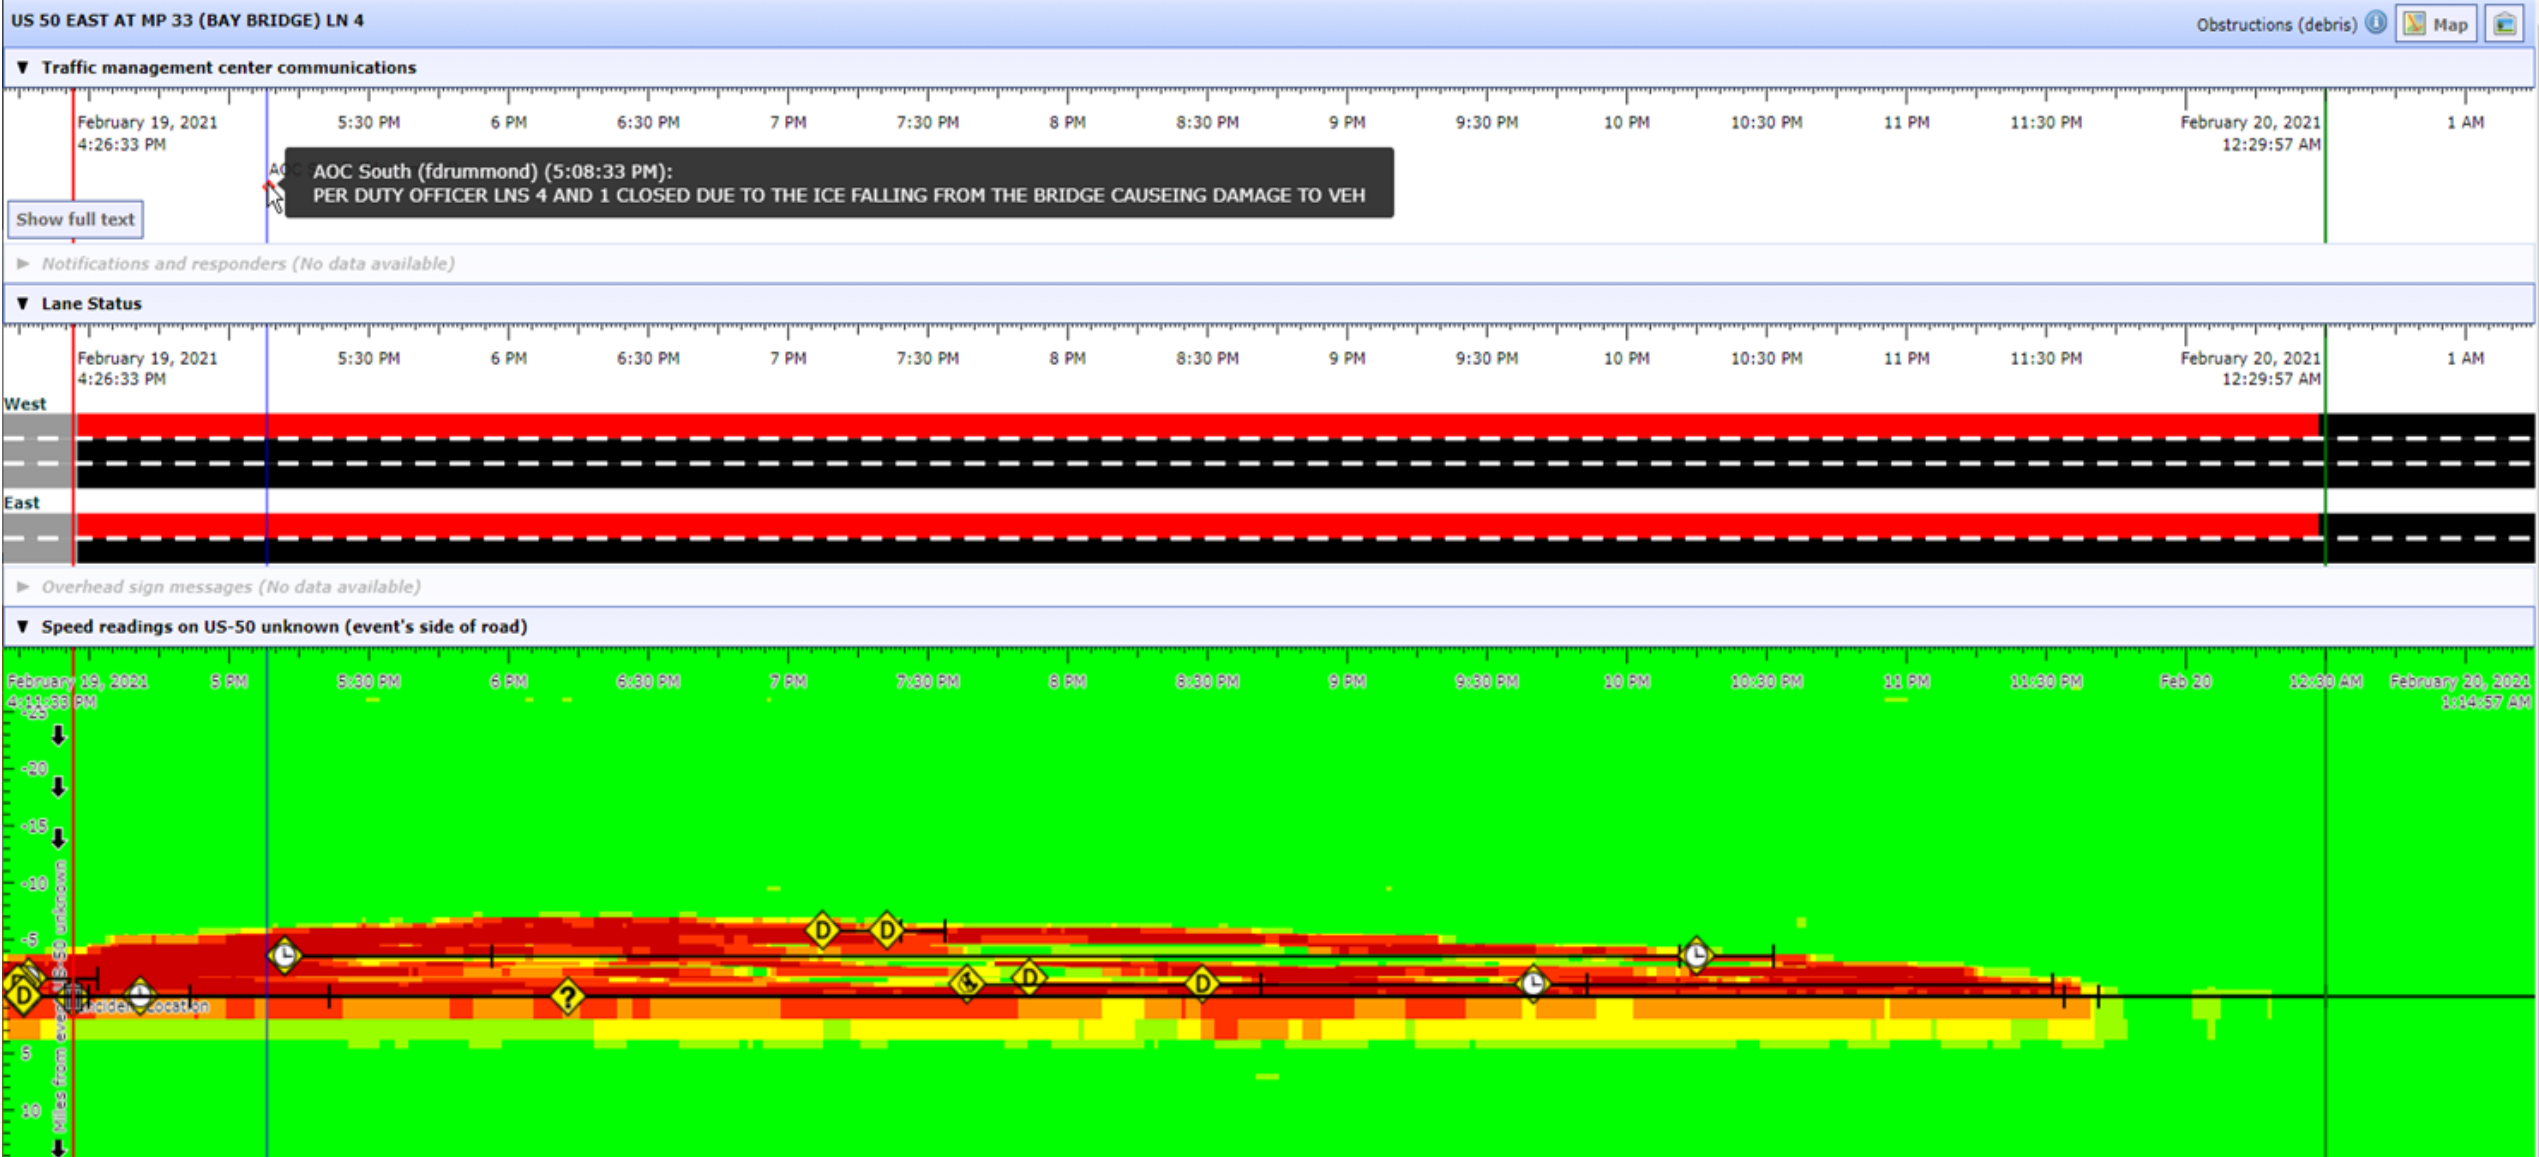 US 50 EAST AT MP 33 (BAY BRIDGE) LN 4
Obstructions (debris)
Map
Traffic management center communications
February 19, 2021 5:30 PM 6 PM 6:30 PM 7 PM 7:30 PM 8 PM 8:30 PM 9 PM 9:30 PM 10 PM 10:30 PM 11 PM 11:30 PM February 20, 2021 1 AM
4:26:33 PM 12:29:57 AM
AOC South (fdrummond) (5:08:33 PM):
PER DUTY OFFICER LNS 4 AND 1 CLOSED DUE TO THE ICE FALLING FROM THE BRIDGE CAUSEING DAMAGE TO VEH
Show full text
Notifications and responders (No data available)
Lane Status
February 19, 2021 5:30 PM 6 PM 6:30 PM 7 PM 7:30 PM 8 PM 8:30 PM 9 PM 9:30 PM 10 PM 10:30 PM 11 PM 11:30 PM February 20, 2021 1 AM
4:26:33 PM 12:29:57 AM
West
East
Overhead sign messages (No data available)
Speed readings on US-50 unknown (event's side of road)
February 19, 2021 5 PM 5:30 PM 6 PM 6:30 PM 7 PM 7:30 PM 8 PM 8:30 PM 9 PM 9:30 PM 10 PM 10:30 PM 11 PM 11:30 PM Feb 20 12:30 AM February 20, 2021
4:11:33 PM 1:14:57 AM
-25
-20
-15
-10
-5
D D
D D
D ?
Location
5
10
Miles from US-50 unknown